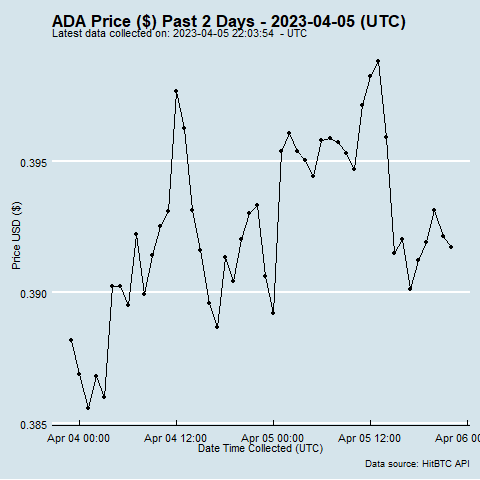 ADA Price ($) Past 2 Days - 2023-04-05 (UTC)
Latest data collected on: 2023-04-05 22:03:54 - UTC
Price USD ($)
0.395
0.390
0.385
Apr 04 00:00 Apr 04 12:00 Apr 05 00:00 Apr 05 12:00 Apr 06 00
Date Time Collected (UTC)
Data source: HitBTC API